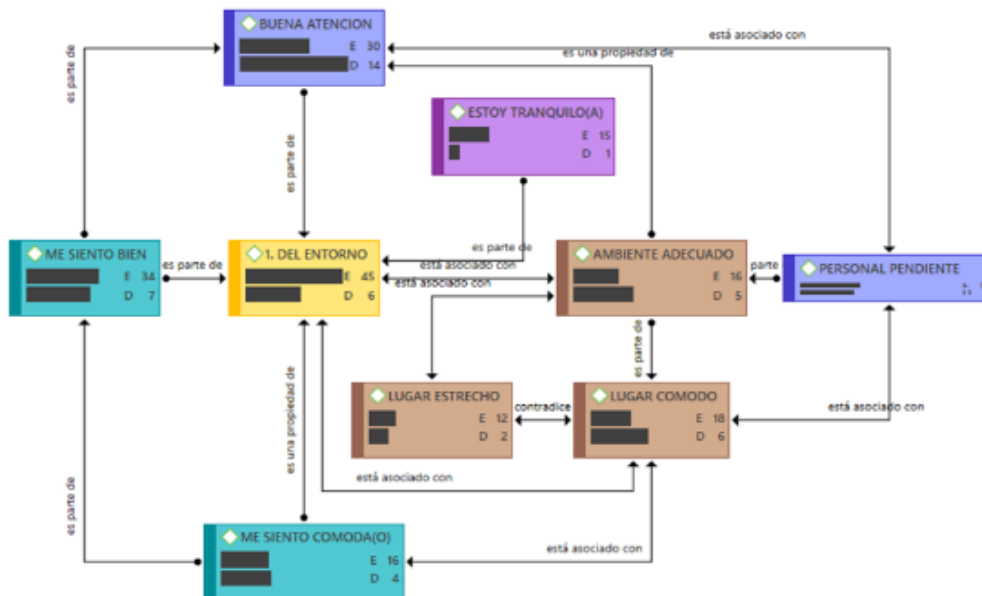 BUENA ATENCION
E 30
D 14
está asociado con
es una propiedad de
es parte de
ESTOY TRANQUILO(A)
E 15
D 1
es parte de
es parte de
ME SIENTO BIEN
E 34
D 7
es parte de
1. DEL ENTORNO
E 45
D 6
está asociado con
está asociado con
AMBIENTE ADECUADO
E 16
D 5
parte
PERSONAL PENDIENTE
es parte de
LUGAR ESTRECHO
E 12
D 2
contradice
LUGAR COMODO
E 18
D 6
está asociado con
es una propiedad de
está asociado con
es parte de
ME SIENTO COMODA(O)
E 16
D 4
está asociado con